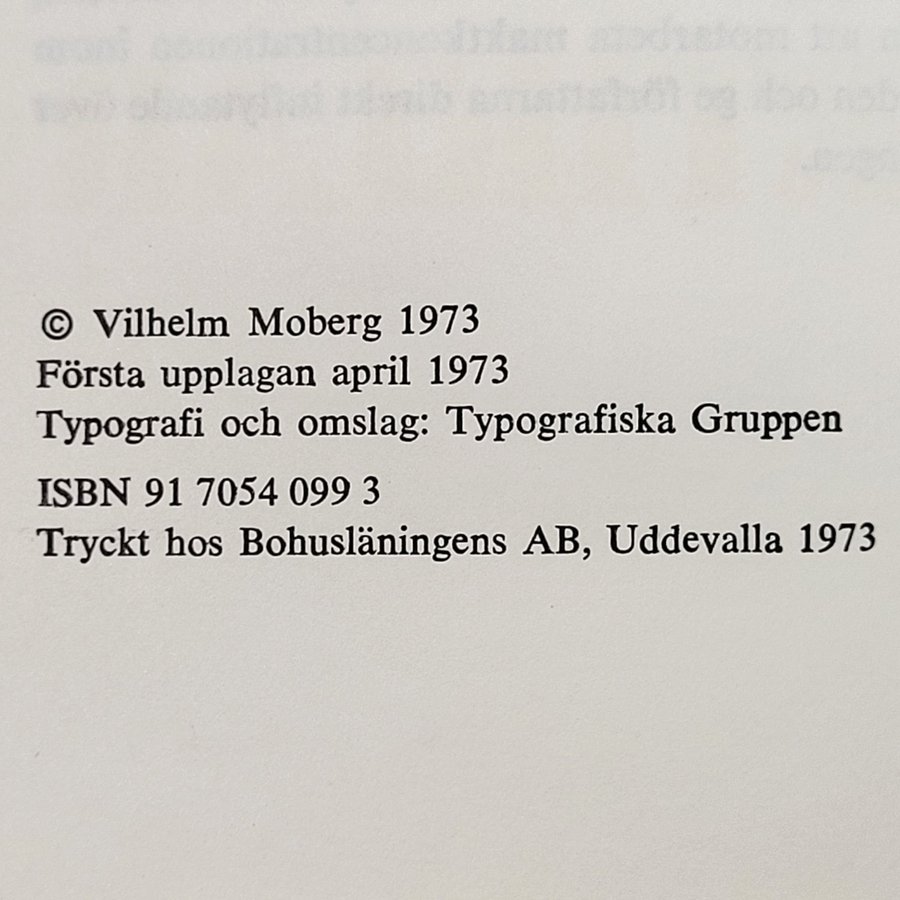 © Vilhelm Moberg 1973
Första upplagan april 1973
Typografi och omslag: Typografiska Gruppen
ISBN 91 7054 099 3
Tryckt hos Bohusläningens AB, Uddevalla 1973